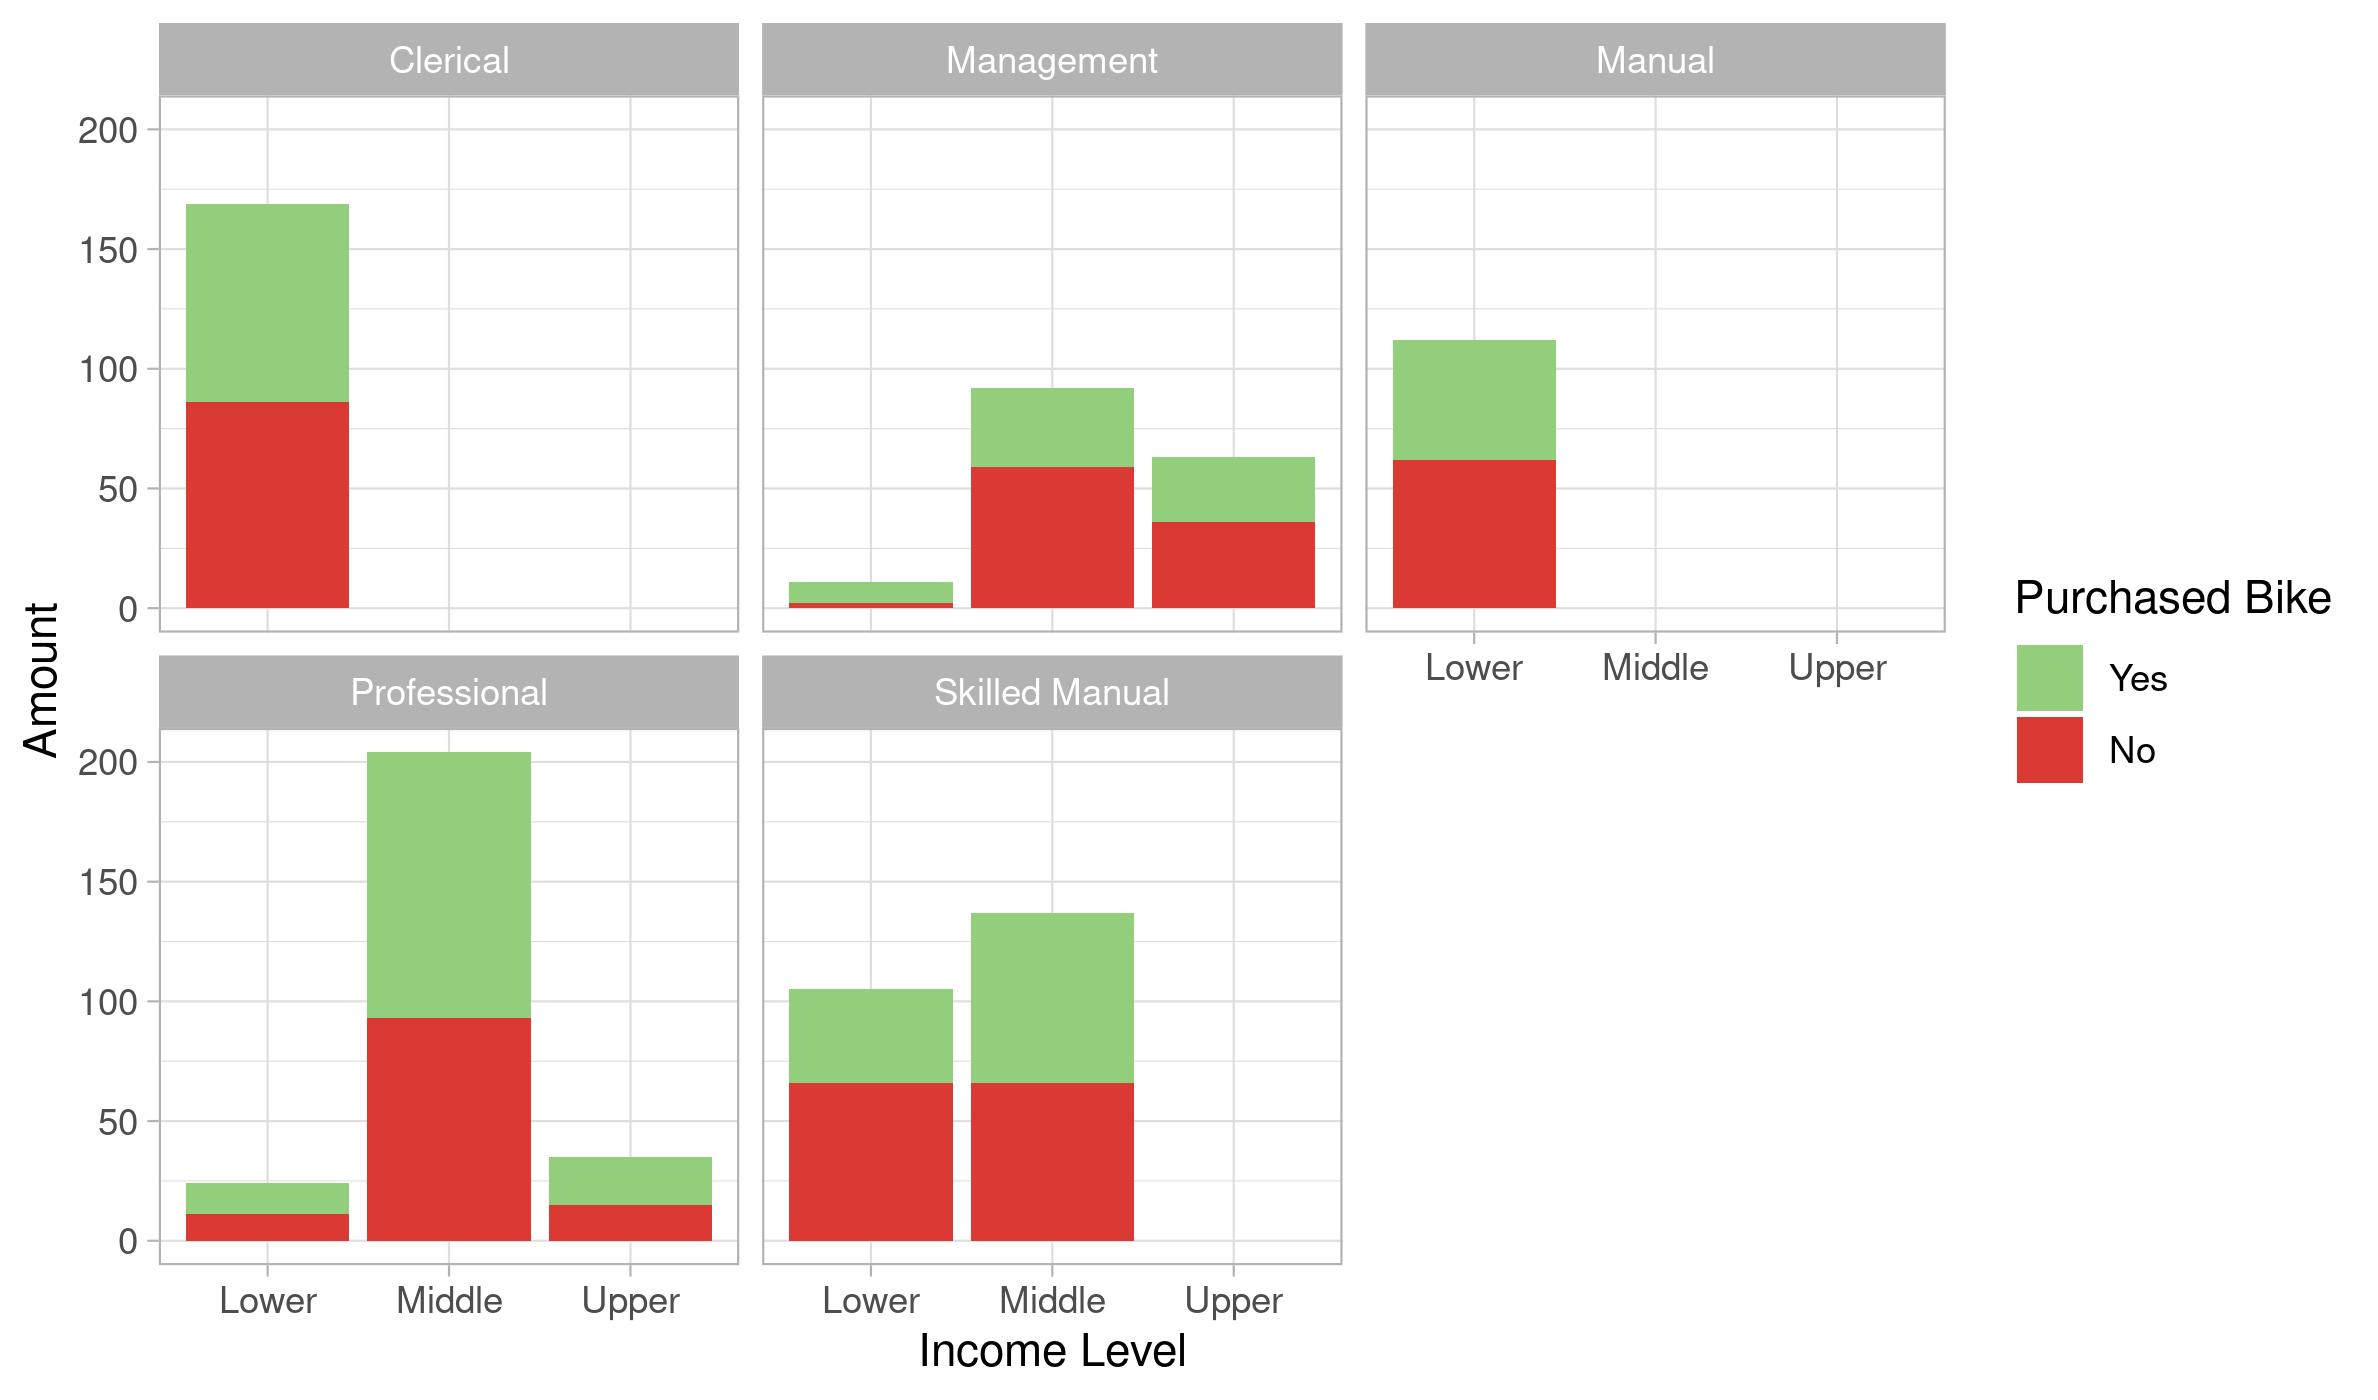 Clerical
Management
Manual
200
150
100
50
0
Lower
Middle
Upper
Professional
Skilled Manual
200
150
100
50
0
Lower
Middle
Upper
Lower
Middle
Upper
Income Level
Amount
Purchased Bike
Yes
No